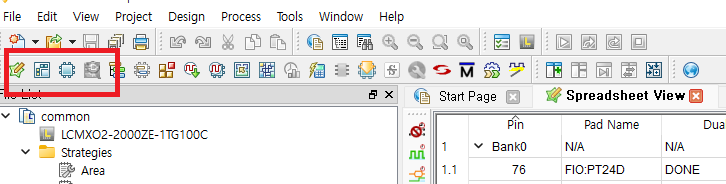 File Edit View Project Design Process Tools Window Help
File List
Start Page
Spreadsheet View
common
LCMXO2-2000ZE-1TG100C
Strategies
Area
Pin Pad Name Dua
1 Bank0 N/A N/A
1.1 76 FIO:PT24D DONE